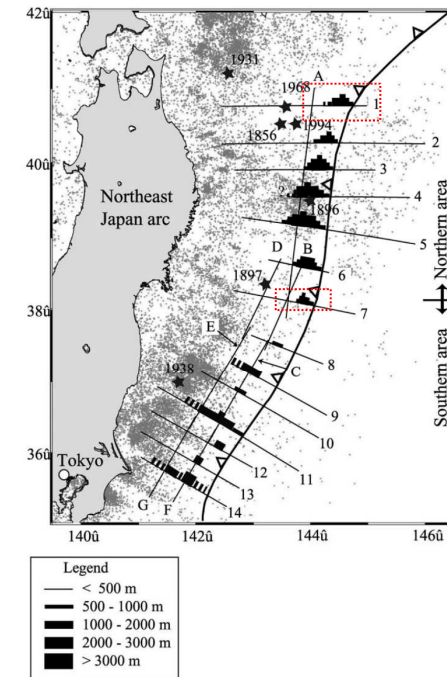 42û
1931
A
1968
1
1856
1994
2
40û
3
?
4
Northeast
Japan arc
1896
5
D
B
6
1897
38û
7
Northern area
Southern area
E
8
C
1938
9
10
36û
11
Tokyo
12
13
G
F
14
140û 142û 144û 146û
Legend
< 500 m
500 - 1000 m
1000 - 2000 m
2000 - 3000 m
> 3000 m